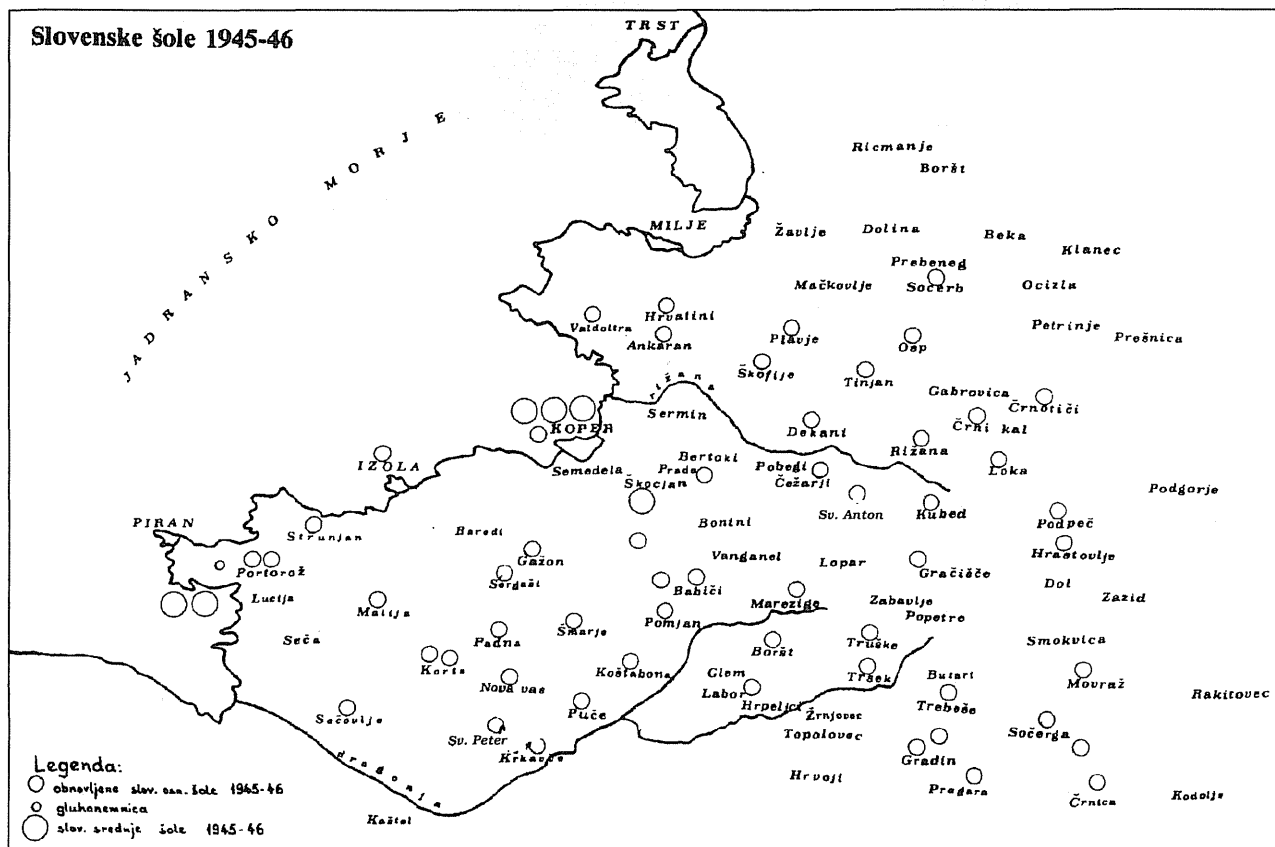 Slovenske šole 1945-46
TRST
JADRANSKO MORJE
Ricmanje
Boršt
MILJE
Žavlje
Dolina
Beka
Klanec
Prebeneg
Mačkovlje
Socerb
Ocizla
Valdoltra
Hrvatini
Ankaran
Plavje
Osp
Petrinje
Prešnica
Škofije
Tinjan
rižana
Gabrovica
Črnotiči
Sermin
KOPER
Dekani
Črni kal
Rižana
Loka
IZOLA
Semedela
Bertoki
Prade
Škocjan
Pobegi
Čežarji
Podgorje
PIRAN
Strunjan
Baredi
Bonini
Sv. Anton
Kubed
Podpeč
Gažon
Vanganel
Lopar
Gračišče
Hrastovlje
Portorož
Sergaši
Babiči
Dol
Lucija
Malija
Marezige
Zabavlje
Zazid
Popetre
Seča
Padna
Šmarje
Pomjan
Boršt
Truške
Smokvica
Korta
Koštabona
Glem
Tršek
Butari
Movraž
Nova vas
Labor
Hrpeljci
Trebeše
Rakitovec
Sečovlje
Puče
Žrnjovec
Sočerga
Sv. Peter
Topolovec
Krkavče
Gradin
Hrvoji
Pregara
Črnica
Kodolje
dragonja
Kaštel
Legenda:
obnovljene slov. osn. šole 1945-46
gluhonemnica
slov. srednje šole 1945-46